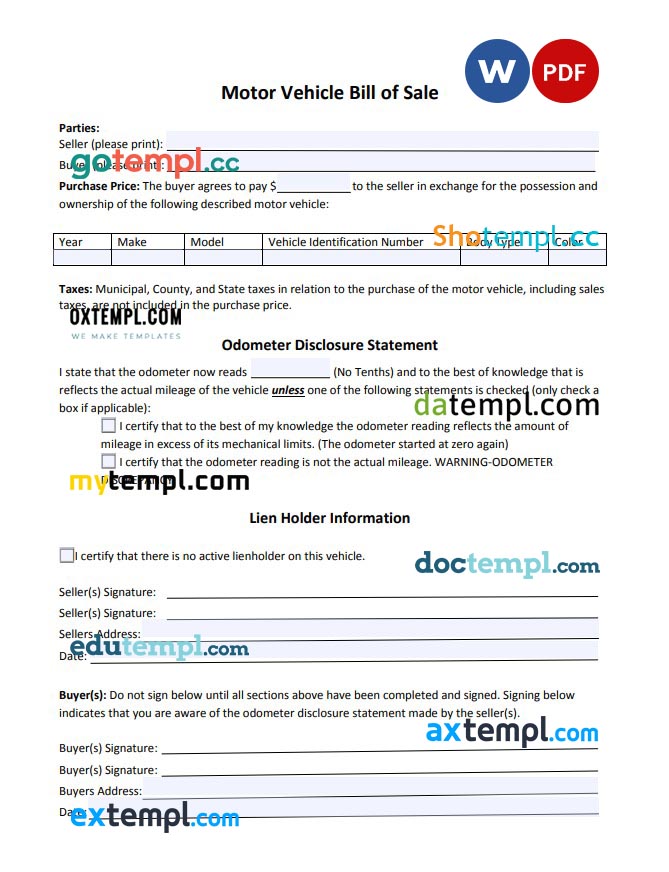 W PDF
Motor Vehicle Bill of Sale
Parties:
Seller (please print):
gotempl.cc
Buyer (please print):
Purchase Price: The buyer agrees to pay $ to the seller in exchange for the possession and
ownership of the following described motor vehicle:
Shotempl.cc
Year Make Model Vehicle Identification Number Body Type Color
Taxes: Municipal, County, and State taxes in relation to the purchase of the motor vehicle, including sales
taxes, are not included in the purchase price.
OXTEMPL.COM
WE MAKE TEMPLATES
Odometer Disclosure Statement
I state that the odometer now reads (No Tenths) and to the best of knowledge that is
reflects the actual mileage of the vehicle unless one of the following statements is checked (only check a
box if applicable):
datempl.com
I certify that to the best of my knowledge the odometer reading reflects the amount of
mileage in excess of its mechanical limits. (The odometer started at zero again)
I certify that the odometer reading is not the actual mileage. WARNING-ODOMETER
DISCREPANCY
mytempl.com
Lien Holder Information
I certify that there is no active lienholder on this vehicle.
doctempl.com
Seller(s) Signature:
Seller(s) Signature:
Sellers Address:
edutempl.com
Date:
Buyer(s): Do not sign below until all sections above have been completed and signed. Signing below
indicates that you are aware of the odometer disclosure statement made by the seller(s).
axtempl.com
Buyer(s) Signature:
Buyer(s) Signature:
Buyers Address:
Date:
extempl.com